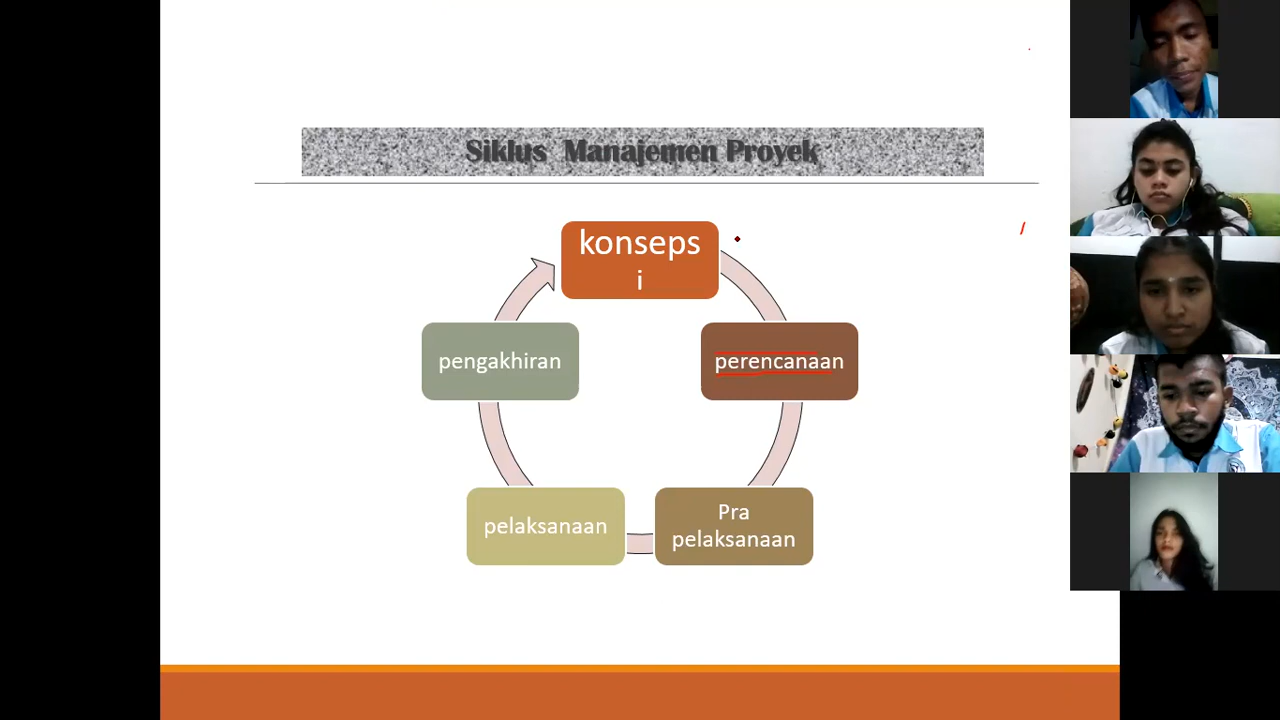 Siklus Manajemen Proyek
konseps
i
perencanaan
Pra
pelaksanaan
pelaksanaan
pengakhiran